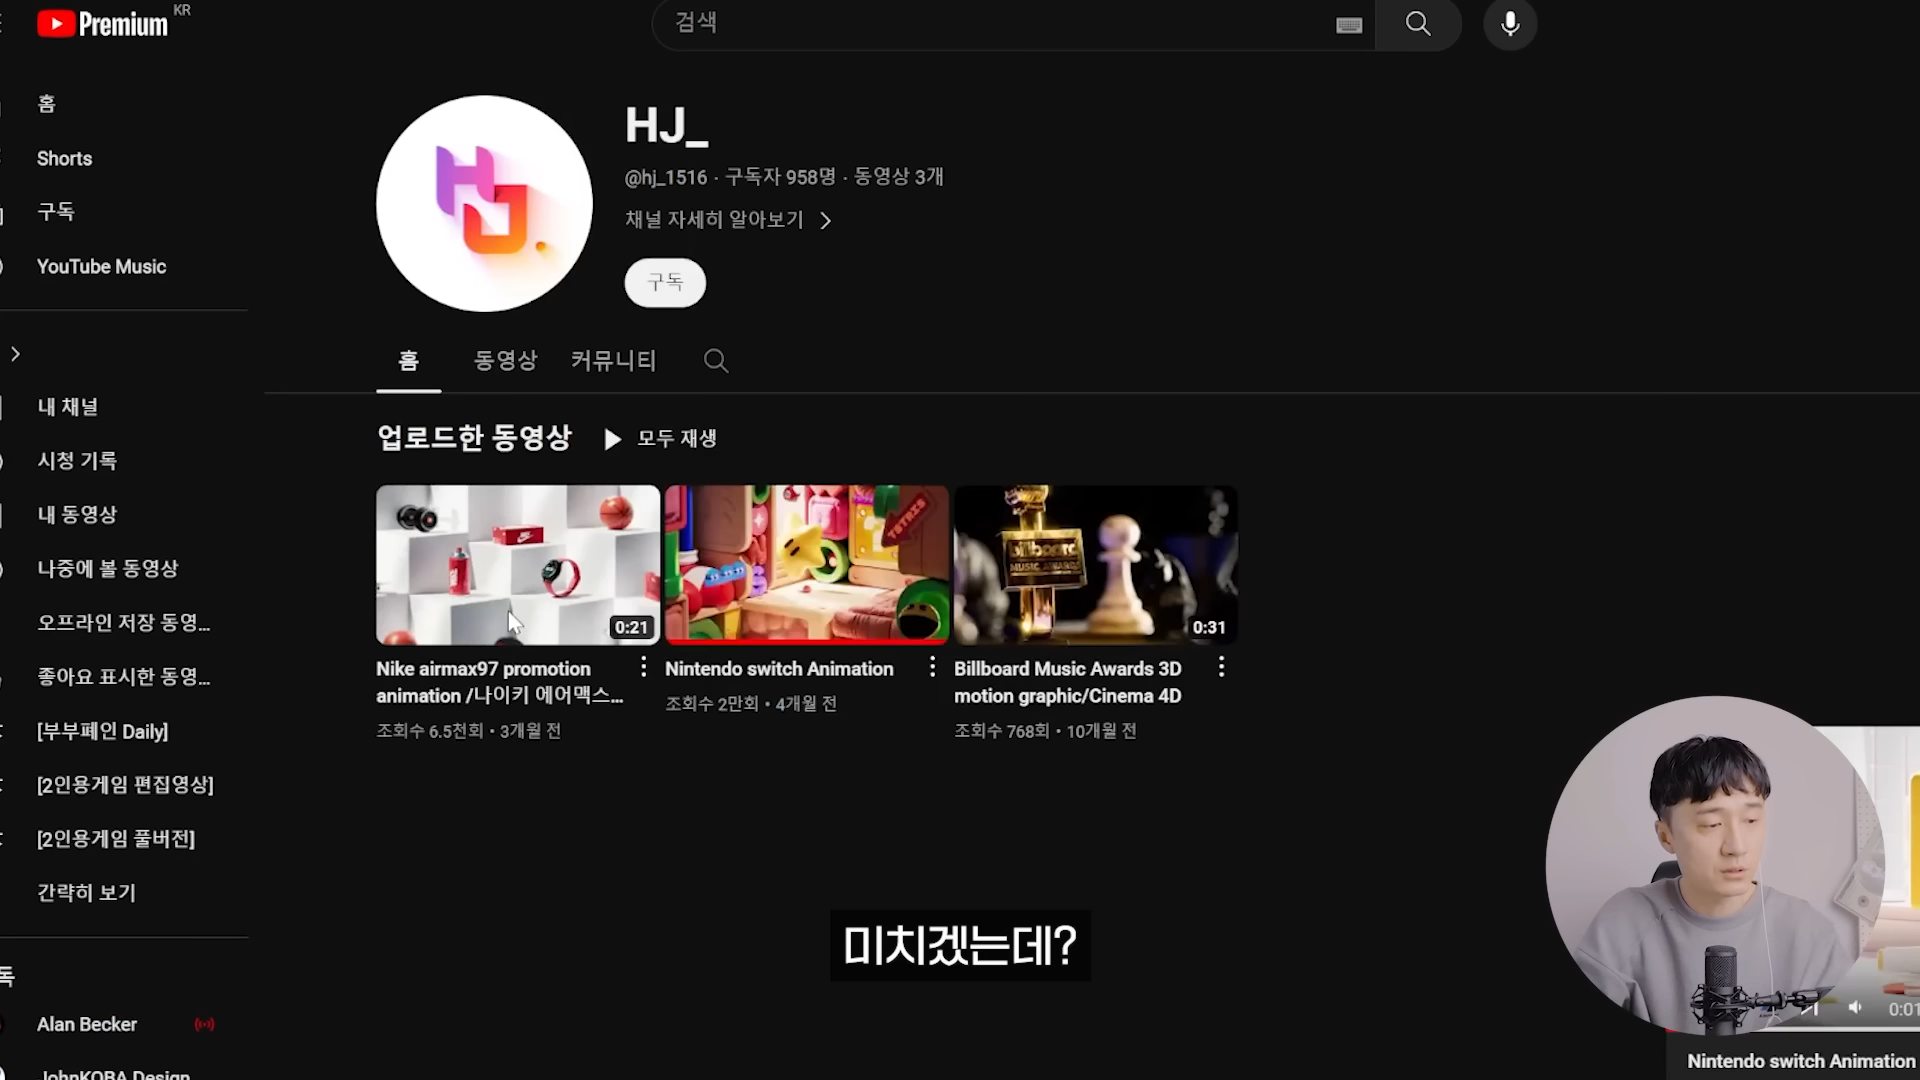 Premium KR
검색
홈
Shorts
구독
YouTube Music
내 채널
시청 기록
내 동영상
나중에 볼 동영상
오프라인 저장 동영...
좋아요 표시한 동영...
[부부페인 Daily]
[2인용게임 편집영상]
[2인용게임 풀버전]
간략히 보기
독
Alan Becker
JohnKOBA Design
HJ_
@hj_1516 · 구독자 958명 · 동영상 3개
채널 자세히 알아보기
구독
홈 동영상 커뮤니티
업로드한 동영상 모두 재생
TETRIS
0:21
Nike airmax97 promotion
animation /나이키 에어맥스...
조회수 6.5천회 • 3개월 전
Nintendo switch Animation
조회수 2만회 • 4개월 전
billboard
MUSIC AWARDS
0:31
Billboard Music Awards 3D
motion graphic/Cinema 4D
조회수 768회 • 10개월 전
미치겠는데?
0:01
Nintendo switch Animation